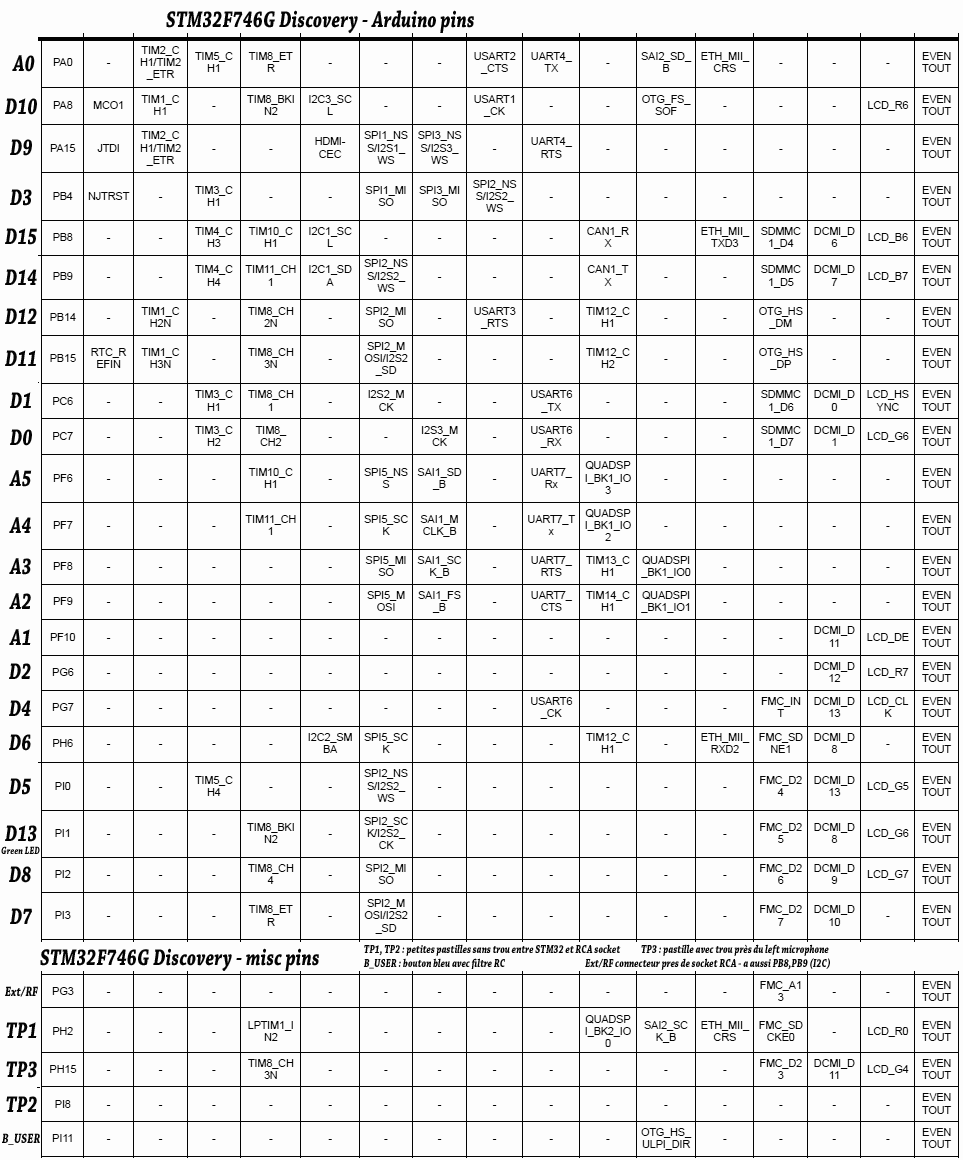 STM32F746G Discovery - Arduino pins
A0 PA0 - TIM2_CH1/TIM2_ETR TIM5_CH1 TIM8_ETR - - - USART2_CTS UART4_TX - SAI2_SD_B ETH_MII_CRS - - - EVENTOUT
D10 PA8 MCO1 TIM1_CH1 - TIM8_BKIN2 I2C3_SCL - - USART1_CK - - OTG_FS_SOF - - - LCD_R6 EVENTOUT
D9 PA15 JTDI TIM2_CH1/TIM2_ETR - - HDMI-CEC SPI1_NSS/I2S1_WS SPI3_NSS/I2S3_WS - UART4_RTS - - - - - - EVENTOUT
D3 PB4 NJTRST - TIM3_CH1 - - SPI1_MISO SPI3_MISO SPI2_NSS/I2S2_WS - - - - - - - EVENTOUT
D15 PB8 - - TIM4_CH3 TIM10_CH1 I2C1_SCL - - - - CAN1_RX ETH_MII_TXD3 SDMMC1_D4 DCMI_D6 LCD_B6 EVENTOUT
D14 PB9 - - TIM4_CH4 TIM11_CH1 I2C1_SDA SPI2_NSS/I2S2_WS - - - CAN1_TX - - SDMMC1_D5 DCMI_D7 LCD_B7 EVENTOUT
D12 PB14 - TIM1_CH2N - TIM8_CH2N - SPI2_MISO - USART3_RTS - TIM12_CH1 - - OTG_HS_DM - - EVENTOUT
D11 PB15 RTC_REFIN TIM1_CH3N - TIM8_CH3N - SPI2_MOSI/I2S2_SD - - - TIM12_CH2 - - OTG_HS_DP - - EVENTOUT
D1 PC6 - - TIM3_CH1 TIM8_CH1 - I2S2_MCK - - USART6_TX - - - SDMMC1_D6 DCMI_D0 LCD_HSYNC EVENTOUT
D0 PC7 - - TIM3_CH2 TIM8_CH2 - - I2S3_MCK - USART6_RX - - - SDMMC1_D7 DCMI_D1 LCD_G6 EVENTOUT
A5 PF6 - - - TIM10_CH1 - SPI5_NSS SAI1_SD_B - UART7_Rx QUADSPI_BK1_IO3 - - - - - EVENTOUT
A4 PF7 - - - TIM11_CH1 - SPI5_SCK SAI1_MCLK_B - UART7_Tx QUADSPI_BK1_IO2 - - - - - EVENTOUT
A3 PF8 - - - - - SPI5_MISO SAI1_SCK_B - UART7_RTS TIM13_CH1 QUADSPI_BK1_IO0 - - - - EVENTOUT
A2 PF9 - - - - - SPI5_MOSI SAI1_FS_B - UART7_CTS TIM14_CH1 QUADSPI_BK1_IO1 - - - - EVENTOUT
A1 PF10 - - - - - - - - - - - - - DCMI_D11 LCD_DE EVENTOUT
D2 PG6 - - - - - - - - - - - - - DCMI_D12 LCD_R7 EVENTOUT
D4 PG7 - - - - - - - - USART6_CK - - - FMC_INT DCMI_D13 LCD_CLK EVENTOUT
D6 PH6 - - - - I2C2_SMBA SPI5_SCK - - - TIM12_CH1 - ETH_MII_RXD2 FMC_SDNE1 DCMI_D8 - EVENTOUT
D5 PI0 - - TIM5_CH4 - - SPI2_NSS/I2S2_WS - - - - - - FMC_D24 DCMI_D13 LCD_G5 EVENTOUT
D13 PI1 - - - TIM8_BKIN2 - SPI2_SCK/I2S2_CK - - - - - - FMC_D25 DCMI_D8 LCD_G6 EVENTOUT
Green LED
D8 PI2 - - - TIM8_CH4 - SPI2_MISO - - - - - - FMC_D26 DCMI_D9 LCD_G7 EVENTOUT
D7 PI3 - - - TIM8_ETR - SPI2_MOSI/I2S2_SD - - - - - - FMC_D27 DCMI_D10 - EVENTOUT
STM32F746G Discovery - misc pins
TP1, TP2 : petites pastilles sans trou entre STM32 et RCA socket TP3 : pastille avec trou près du left microphone
B_USER : bouton bleu avec filtre RC Ext/RF connecteur pres de socket RCA - a aussi PB8,PB9 (I2C)
Ext/RF PG3 - - - - - - - - - - - - FMC_A13 - - EVENTOUT
TP1 PH2 - - - LPTIM1_IN2 - - - - - QUADSPI_BK2_IO0 SAI2_SCK_B ETH_MII_CRS FMC_SDCKE0 - LCD_R0 EVENTOUT
TP3 PH15 - - - TIM8_CH3N - - - - - - - - FMC_D23 DCMI_D11 LCD_G4 EVENTOUT
TP2 PI8 - - - - - - - - - - - - - - - EVENTOUT
B_USER PI11 - - - - - - - - - - OTG_HS_ULPI_DIR - - - - EVENTOUT